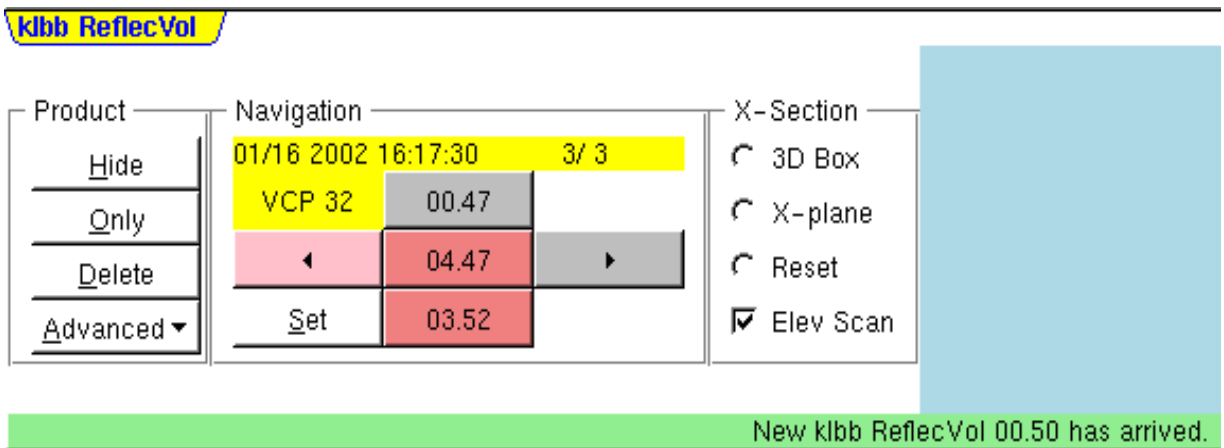 klbb ReflecVol
Product
Hide
Only
Delete
Advanced
Navigation
01/16 2002 16:17:30 3/ 3
VCP 32 00.47
04.47
Set 03.52
X-Section
3D Box
X-plane
Reset
Elev Scan
New klbb ReflecVol 00.50 has arrived.